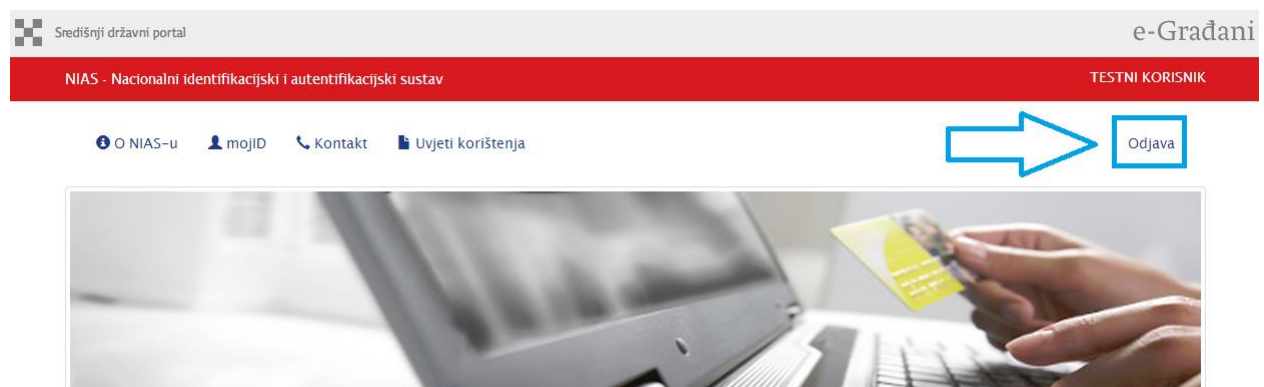 Središnji državni portal
e-Građani
NIAS - Nacionalni identifikacijski i autentifikacijski sustav
TESTNI KORISNIK
O NIAS-u mojID Kontakt Uvjeti korištenja
Odjava